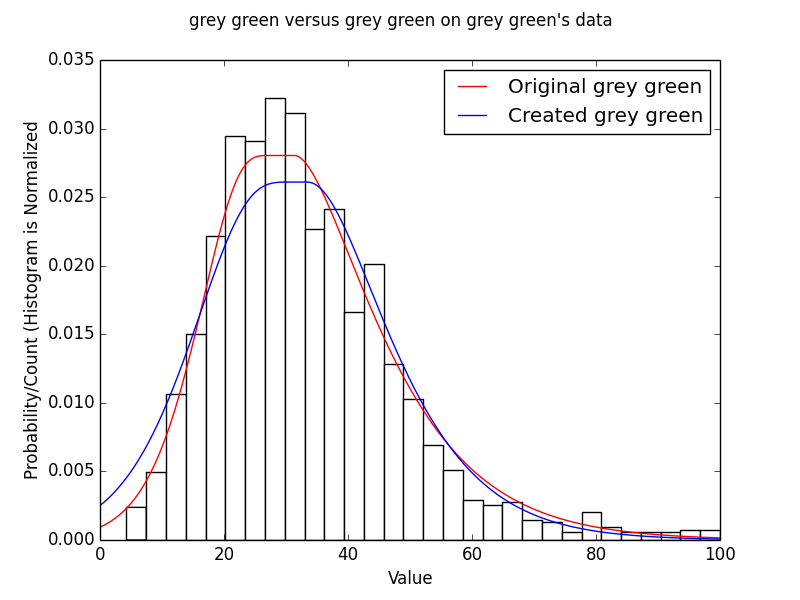 grey green versus grey green on grey green's data
0.035
0.030
0.025
0.020
0.015
0.010
0.005
0.000
Probability/Count (Histogram is Normalized
Original grey green
Created grey green
0 20 40 60 80 100
Value